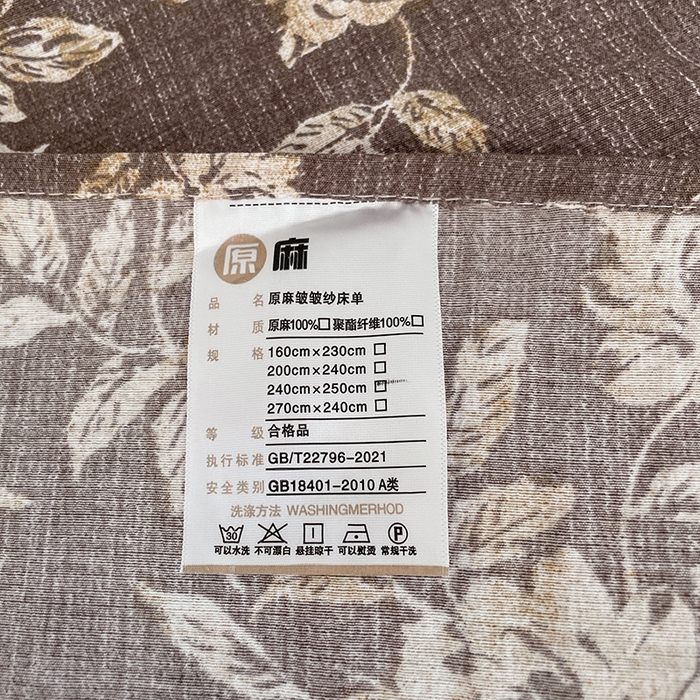 原麻
品名 原麻皱皱纱床单
材质 原麻100%□ 聚酯纤维100%□
规格 160cm×230cm □
200cm×240cm □
240cm×250cm □
270cm×240cm □
等级 合格品
执行标准 GB/T22796-2021
安全类别 GB18401-2010 A类
洗涤方法 WASHINGMERHOD
30 P
可以水洗 不可漂白 悬挂晾干 可以熨烫 常规干洗